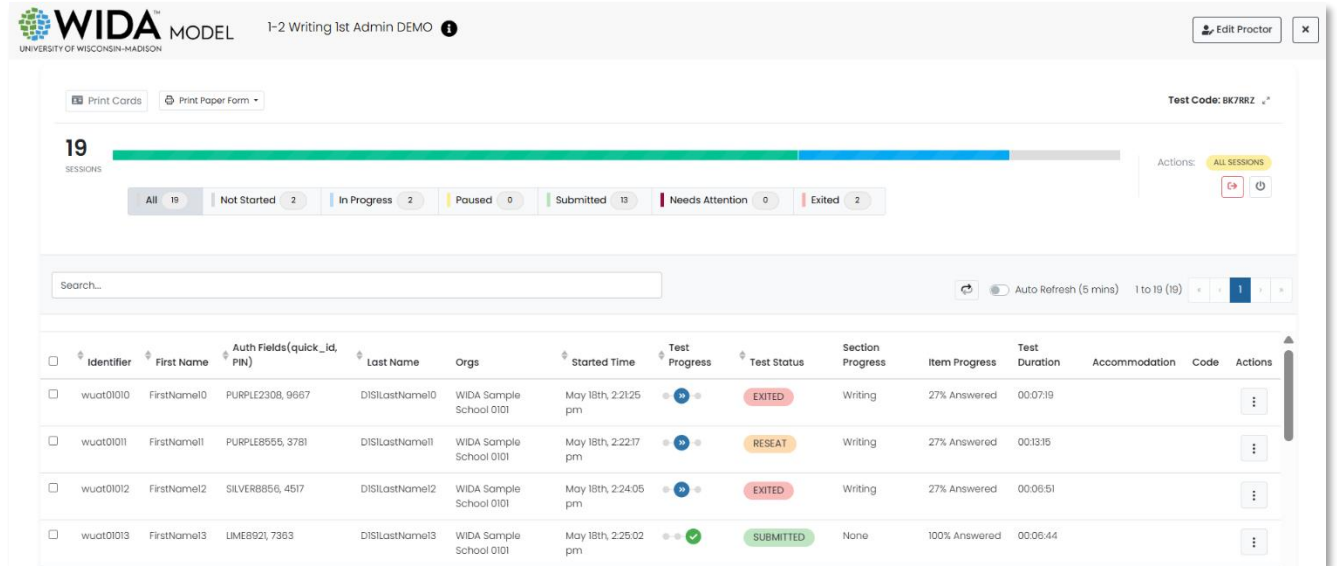 WIDA™ MODEL
UNIVERSITY OF WISCONSIN-MADISON
1-2 Writing 1st Admin DEMO
Edit Proctor
Print Cards
Print Paper Form
Test Code: BK7RRZ
19
SESSIONS
Actions: ALL SESSIONS
All 19 Not Started 2 In Progress 2 Paused 0 Submitted 13 Needs Attention 0 Exited 2
Search...
Auto Refresh (5 mins) 1 to 19 (19) « ‹ 1 › »
Identifier First Name Auth Fields(quick_id, PIN) Last Name Orgs Started Time Test Progress Test Status Section Progress Item Progress Test Duration Accommodation Code Actions
wuat01010 FirstName10 PURPLE2308, 9667 D1S1LastName10 WIDA Sample School 0101 May 18th, 2:21:25 pm EXITED Writing 27% Answered 00:07:19
wuat01011 FirstName11 PURPLE8555, 3781 D1S1LastName11 WIDA Sample School 0101 May 18th, 2:22:17 pm RESEAT Writing 27% Answered 00:13:15
wuat01012 FirstName12 SILVER8856, 4517 D1S1LastName12 WIDA Sample School 0101 May 18th, 2:24:05 pm EXITED Writing 27% Answered 00:06:51
wuat01013 FirstName13 LIME8921, 7363 D1S1LastName13 WIDA Sample School 0101 May 18th, 2:25:02 pm SUBMITTED None 100% Answered 00:06:44